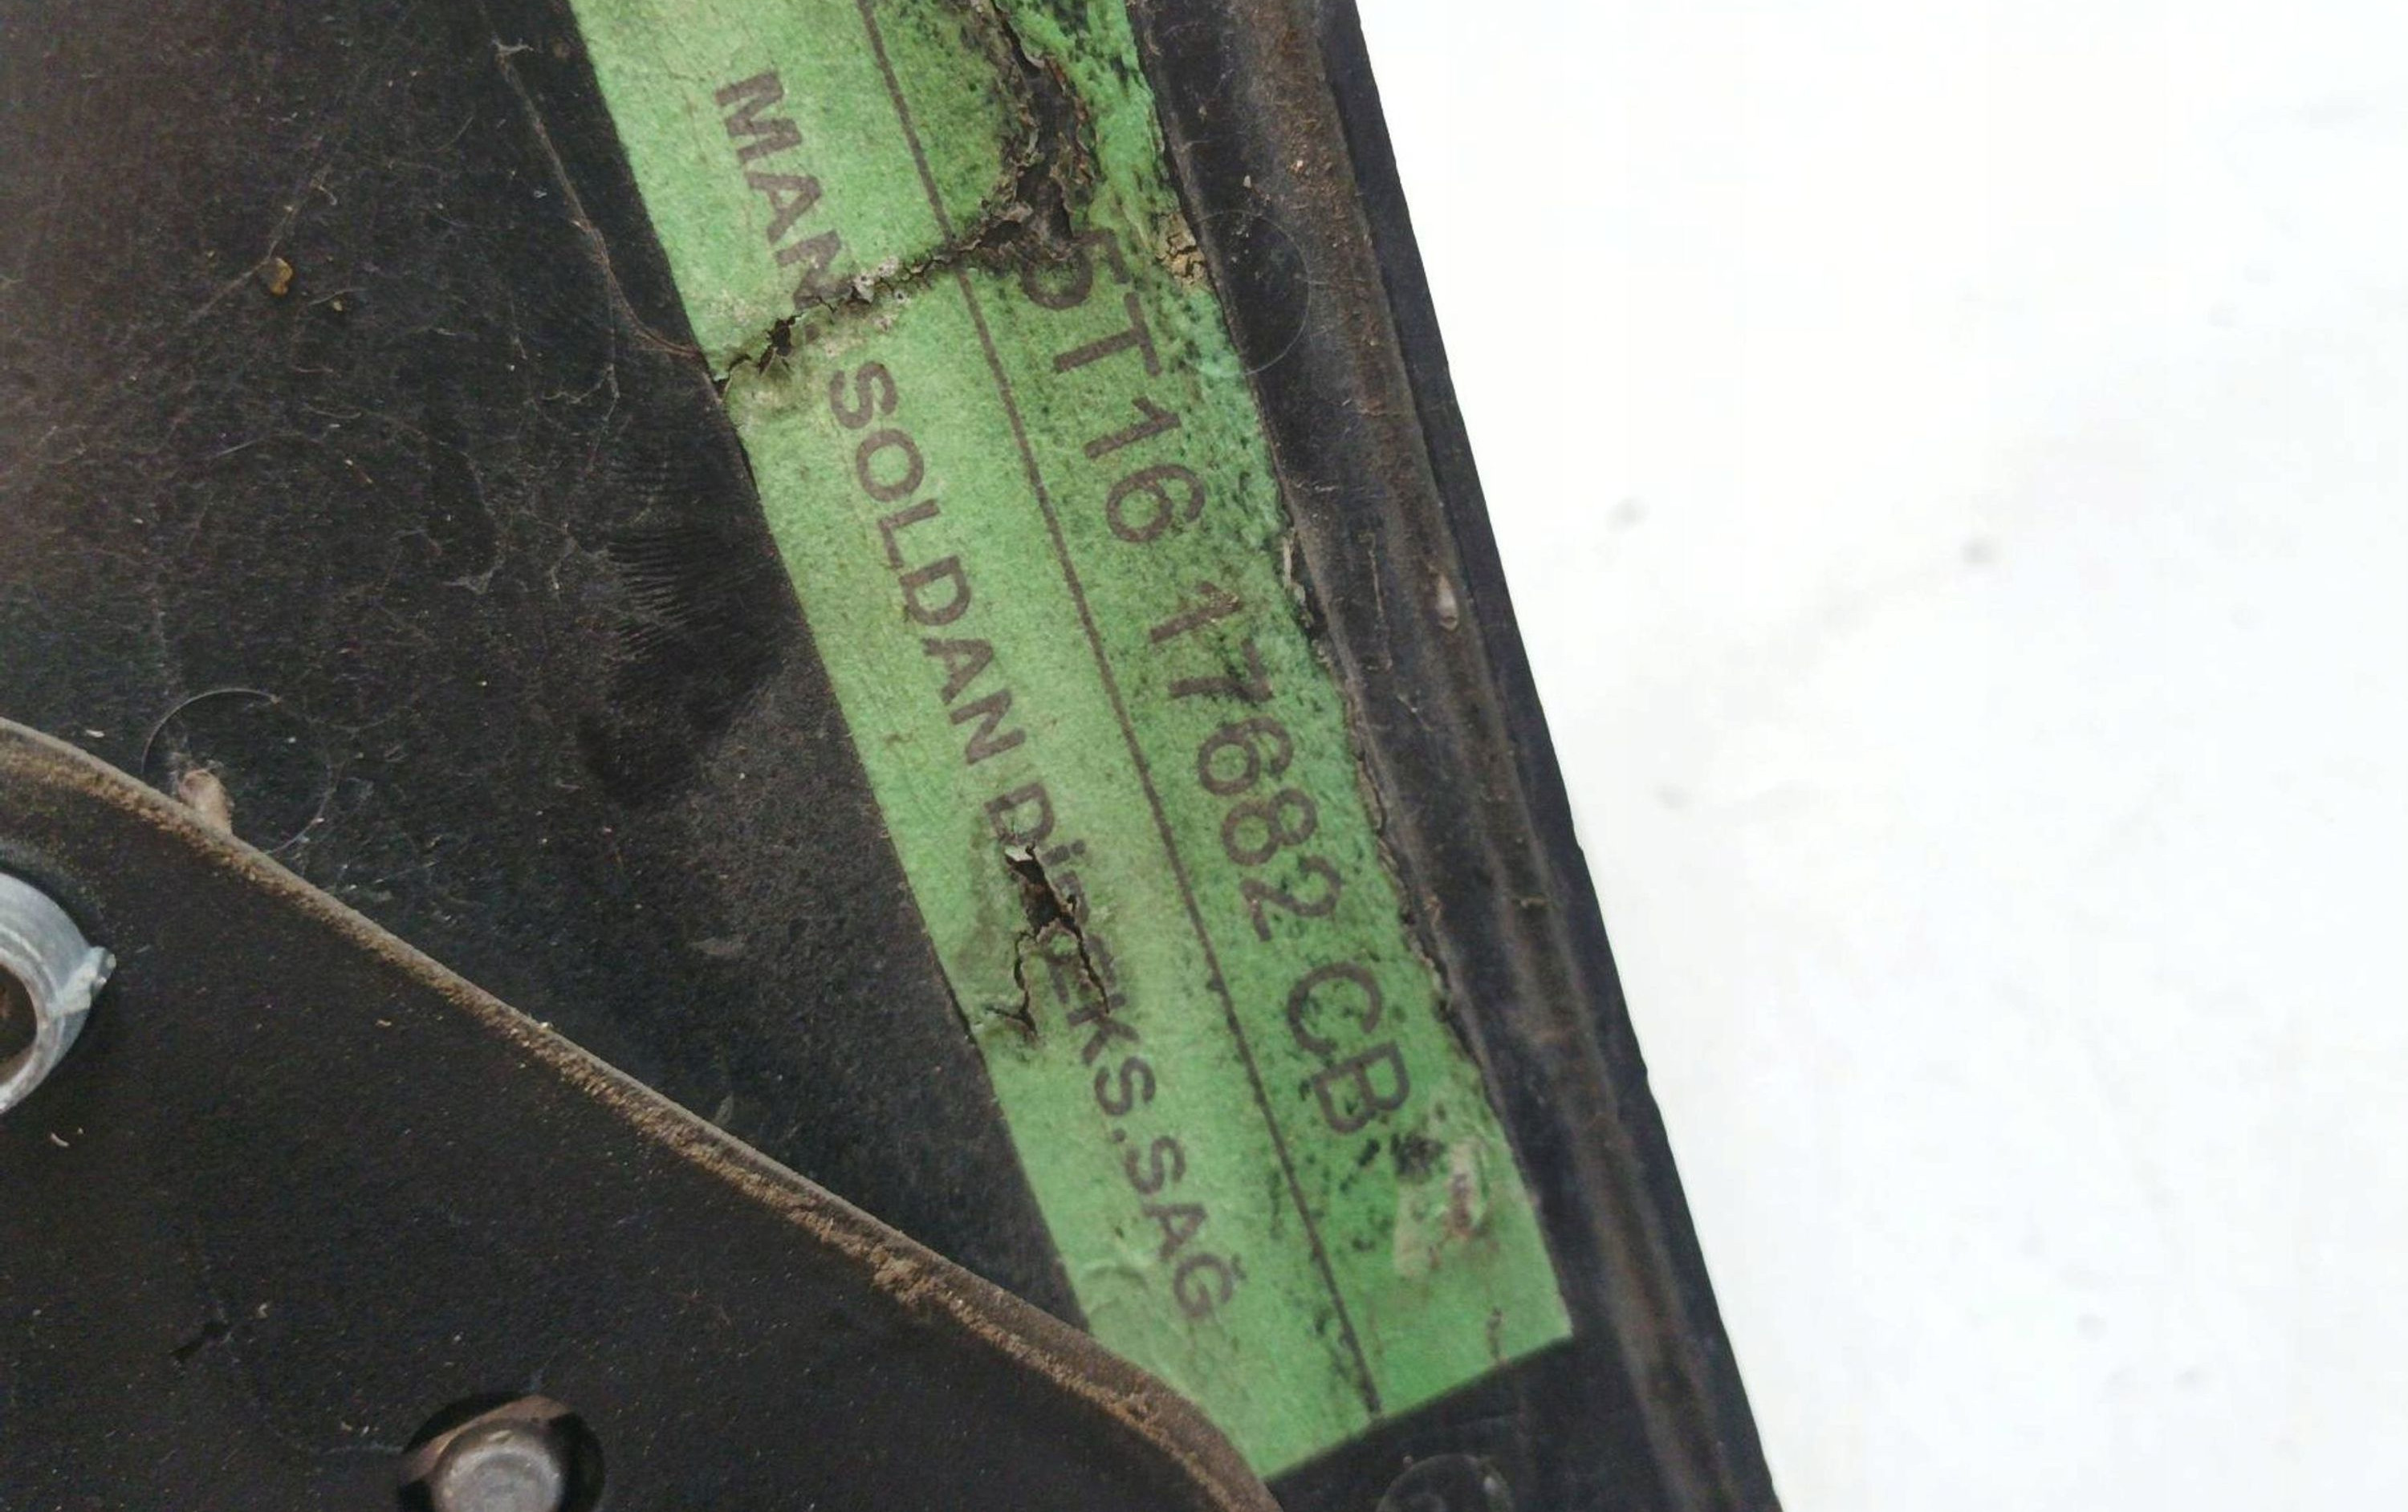 5T16 17682 CB
MAN. SOLDAN DİREKS.SAĞ